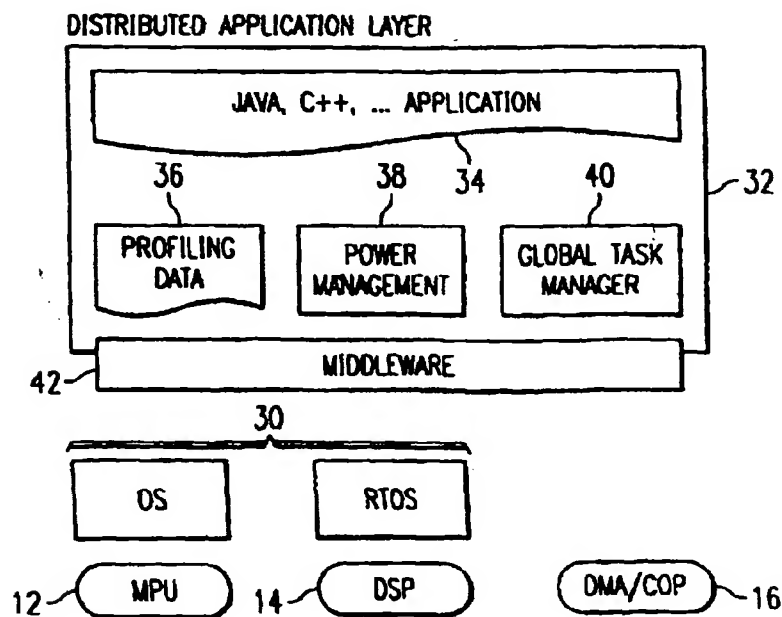 DISTRIBUTED APPLICATION LAYER
JAVA, C++, ... APPLICATION
34
32
36
38
40
PROFILING
DATA
POWER
MANAGEMENT
GLOBAL TASK
MANAGER
42
MIDDLEWARE
30
OS
RTOS
12
MPU
14
DSP
DMA/COP
16